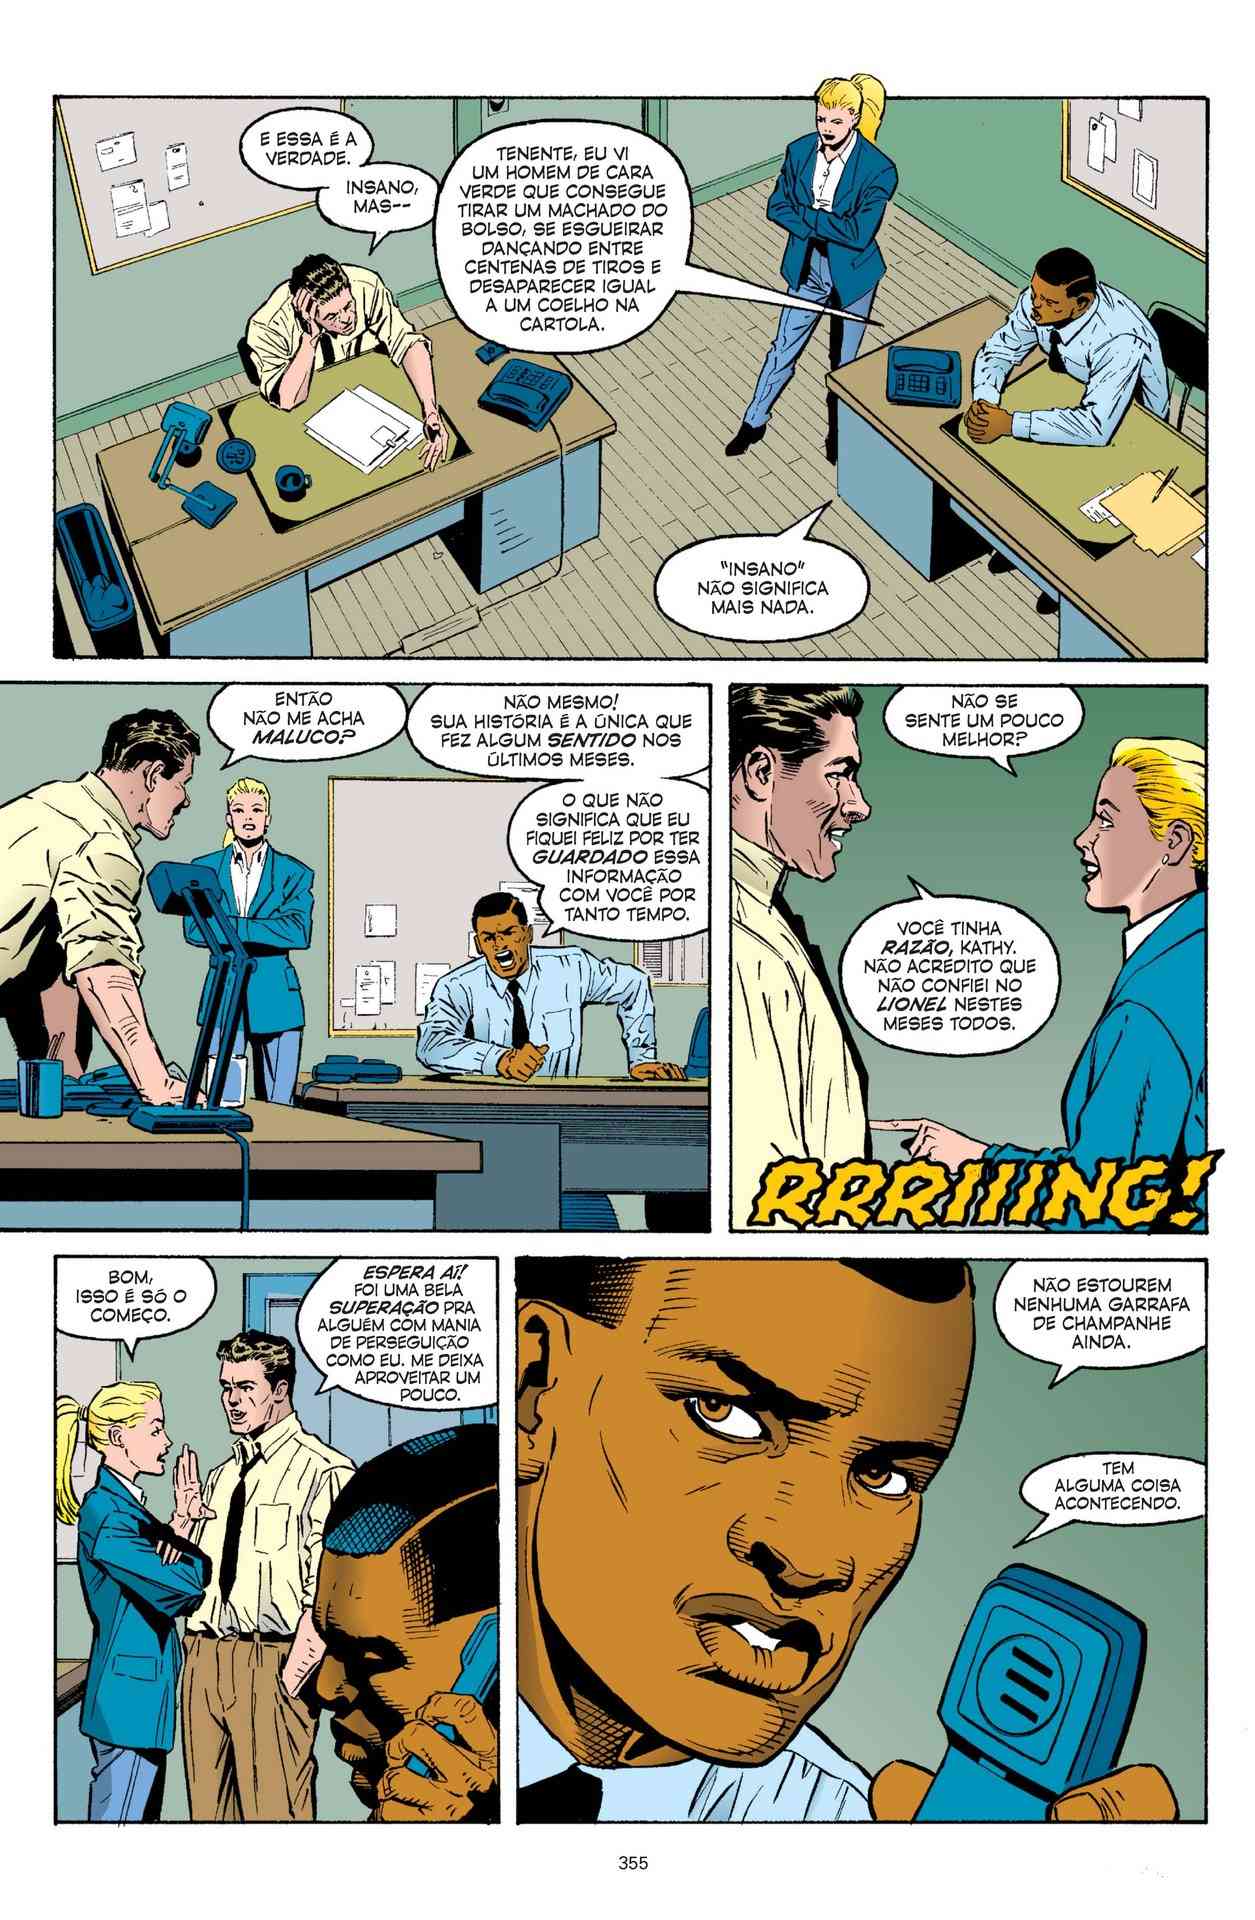 E ESSA É A
VERDADE.
INSANO,
MAS--
TENENTE, EU VI
UM HOMEM DE CARA
VERDE QUE CONSEGUE
TIRAR UM MACHADO DO
BOLSO, SE ESGUEIRAR
DANÇANDO ENTRE
CENTENAS DE TIROS E
DESAPARECER IGUAL
A UM COELHO NA
CARTOLA.
"INSANO"
NÃO SIGNIFICA
MAIS NADA.
ENTÃO
NÃO ME ACHA
MALUCO?
NÃO MESMO!
SUA HISTÓRIA É A ÚNICA QUE
FEZ ALGUM SENTIDO NOS
ÚLTIMOS MESES.
O QUE NÃO
SIGNIFICA QUE EU
FIQUEI FELIZ POR TER
GUARDADO ESSA
INFORMAÇÃO
COM VOCÊ POR
TANTO TEMPO.
NÃO SE
SENTE UM POUCO
MELHOR?
VOCÊ TINHA
RAZÃO, KATHY.
NÃO ACREDITO QUE
NÃO CONFIEI NO
LIONEL NESTES
MESES TODOS.
RRRIIING!
BOM,
ISSO É SÓ O
COMEÇO.
ESPERA AÍ!
FOI UMA BELA
SUPERAÇÃO PRA
ALGUÉM COM MANIA
DE PERSEGUIÇÃO
COMO EU. ME DEIXA
APROVEITAR UM
POUCO.
NÃO ESTOUREM
NENHUMA GARRAFA
DE CHAMPANHE
AINDA.
TEM
ALGUMA COISA
ACONTECENDO.
355